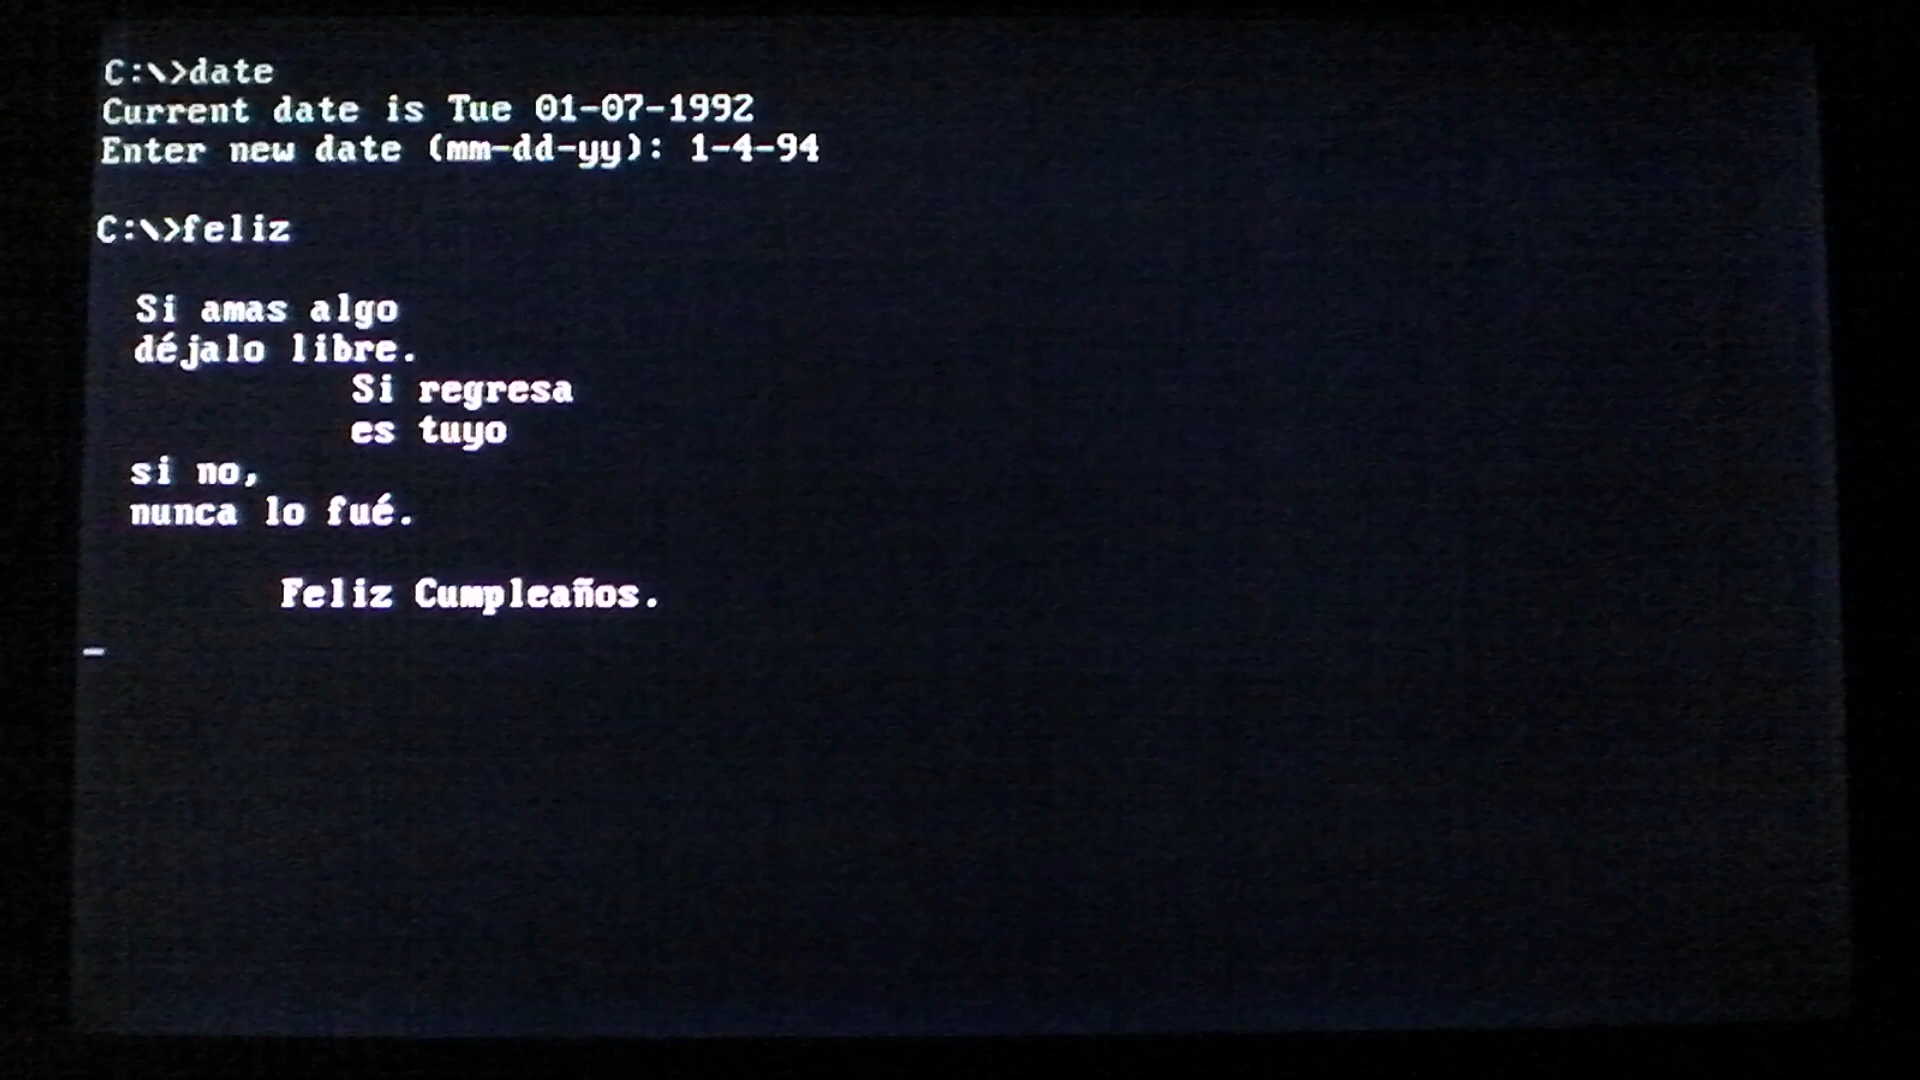 C:\>date
Current date is Tue 01-07-1992
Enter new date (mm-dd-yy): 1-4-94
C:\>feliz
Si amas algo
déjalo libre.
Si regresa
es tuyo
si no,
nunca lo fué.
Feliz Cumpleaños.